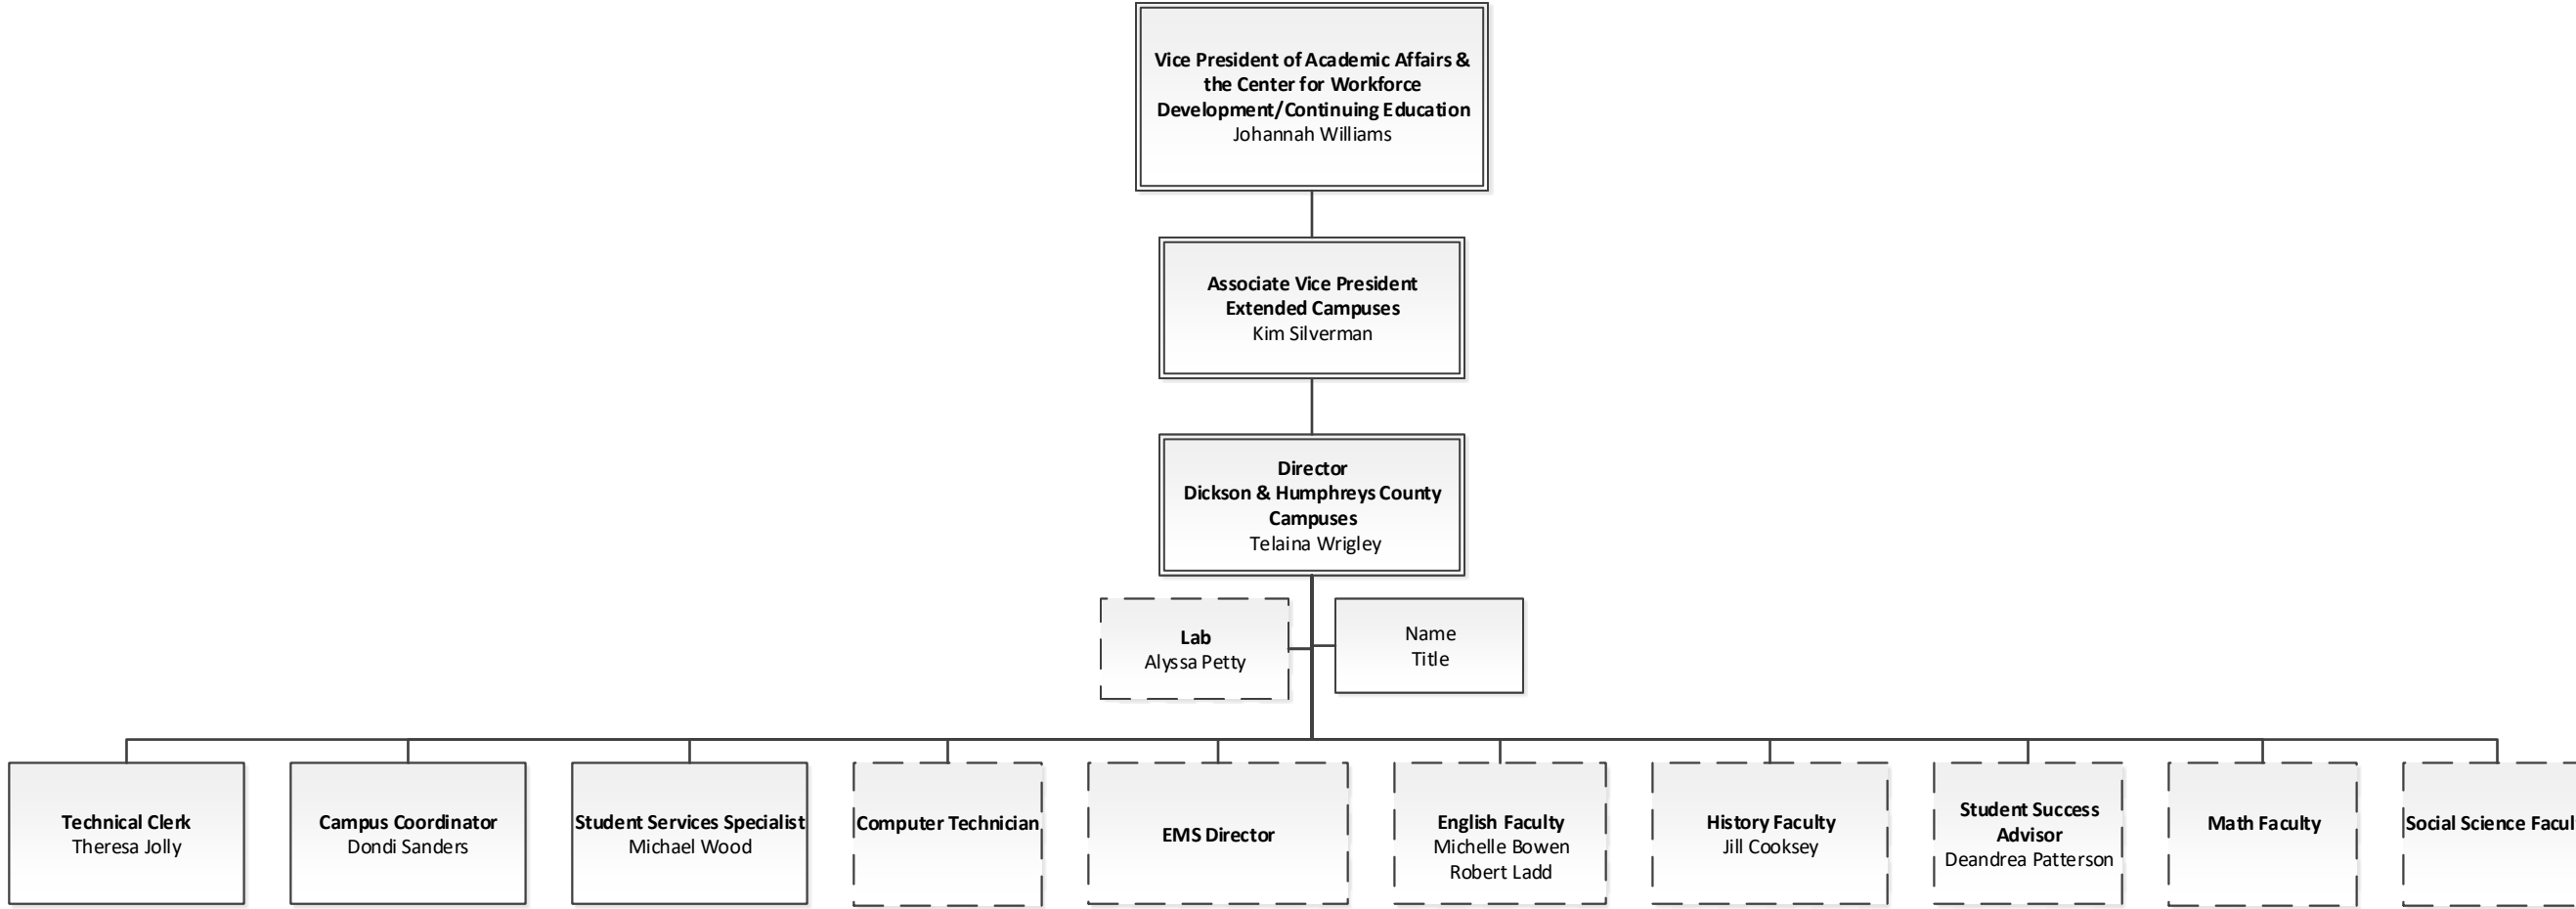 Vice President of Academic Affairs &
the Center for Workforce
Development/Continuing Education
Johannah Williams
Associate Vice President
Extended Campuses
Kim Silverman
Director
Dickson & Humphreys County
Campuses
Telaina Wrigley
Lab
Alyssa Petty
Name
Title
Technical Clerk
Theresa Jolly
Campus Coordinator
Dondi Sanders
Student Services Specialist
Michael Wood
Computer Technician
EMS Director
English Faculty
Michelle Bowen
Robert Ladd
History Faculty
Jill Cooksey
Student Success
Advisor
Deandrea Patterson
Math Faculty
Social Science Facul